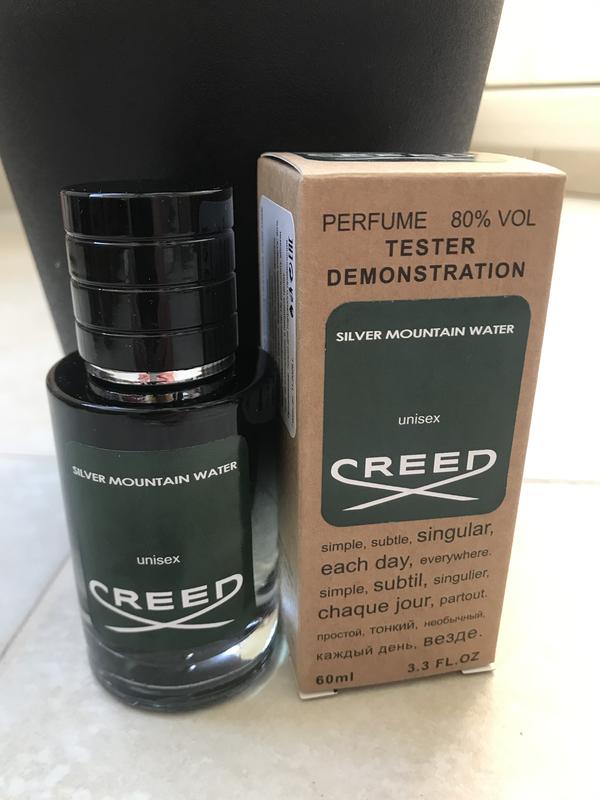 SILVER MOUNTAIN WATER
unisex
CREED
PERFUME 80% VOL
TESTER
DEMONSTRATION
SILVER MOUNTAIN WATER
unisex
CREED
simple, subtle, singular,
each day, everywhere.
simple, subtil, singulier,
chaque jour, partout.
простой, тонкий, необычный,
каждый день, везде.
60ml 3.3 FL.OZ